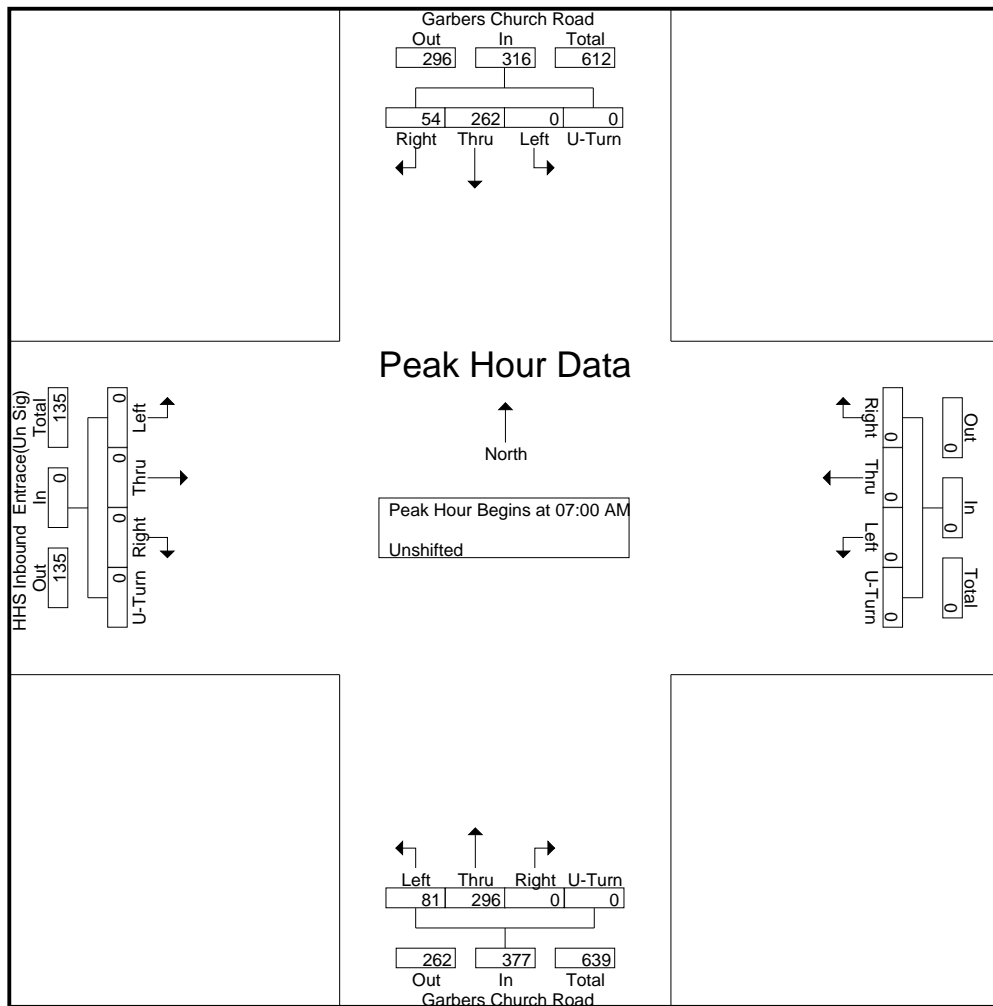 Garbers Church Road
Out In Total
296 316 612
54 262 0 0
Right Thru Left U-Turn
Peak Hour Data
North
Peak Hour Begins at 07:00 AM
Unshifted
HHS Inbound Entrace(Un Sig)
Out In Total
135 0 135
0 0 0 0
U-Turn Right Thru Left
Out In Total
0 0 0
0 0 0 0
Right Thru Left U-Turn
Left Thru Right U-Turn
81 296 0 0
262 377 639
Out In Total
Garbers Church Road